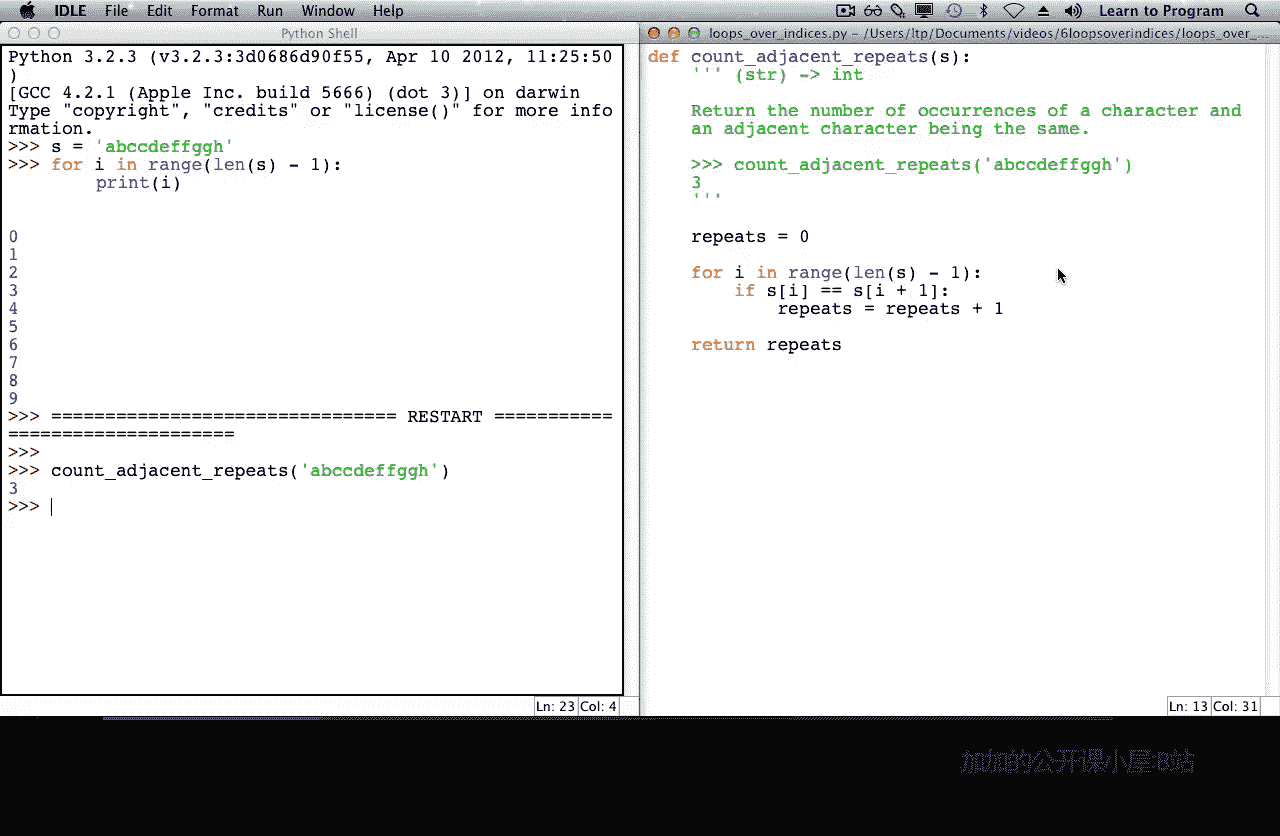 IDLE File Edit Format Run Window Help Learn to Program
Python Shell
Python 3.2.3 (v3.2.3:3d0686d90f55, Apr 10 2012, 11:25:50
)
[GCC 4.2.1 (Apple Inc. build 5666) (dot 3)] on darwin
Type "copyright", "credits" or "license()" for more info
rmation.
>>> s = 'abccdeffggh'
>>> for i in range(len(s) - 1):
        print(i)
0
1
2
3
4
5
6
7
8
9
>>> ================================ RESTART ===========
=====================
>>>
>>> count_adjacent_repeats('abccdeffggh')
3
>>>
Ln: 23 Col: 4
loops_over_indices.py – /Users/ltp/Documents/videos/6loopsoverindices/loops_over_...
def count_adjacent_repeats(s):
    ''' (str) -> int
    Return the number of occurrences of a character and
    an adjacent character being the same.
    >>> count_adjacent_repeats('abccdeffggh')
    3
    '''
    repeats = 0
    for i in range(len(s) - 1):
        if s[i] == s[i + 1]:
            repeats = repeats + 1
    return repeats
Ln: 13 Col: 31
加加的公开课小屋:B站